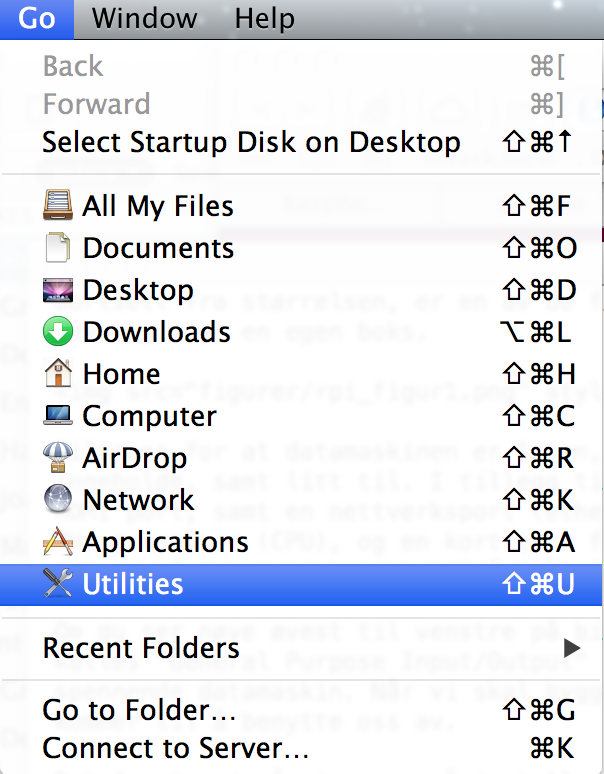 Go Window Help
Back ⌘[
Forward ⌘]
Select Startup Disk on Desktop ⇧⌘↑
All My Files ⇧⌘F
Documents ⇧⌘O
Desktop ⇧⌘D
Downloads ⌥⌘L
Home ⇧⌘H
Computer ⇧⌘C
AirDrop ⇧⌘R
Network ⇧⌘K
Applications ⇧⌘A
Utilities ⇧⌘U
Recent Folders ▶
Go to Folder… ⇧⌘G
Connect to Server… ⌘K